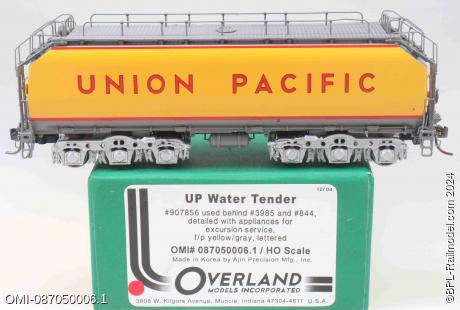 UNION PACIFIC
12/04
UP Water Tender
#907856 used behind #3985 and #844,
detailed with appliances for
excursion service,
f/p yellow/gray, lettered
OMI# 087050006.1 / HO Scale
Made in Korea by Ajin Precision Mfg., Inc.
OVERLAND
MODELS INCORPORATED
3808 W. Kilgore Avenue, Muncie, Indiana 47304-4811 U.S.A.
OMI-087050006.1
©BPL-Railmodel.com 2024